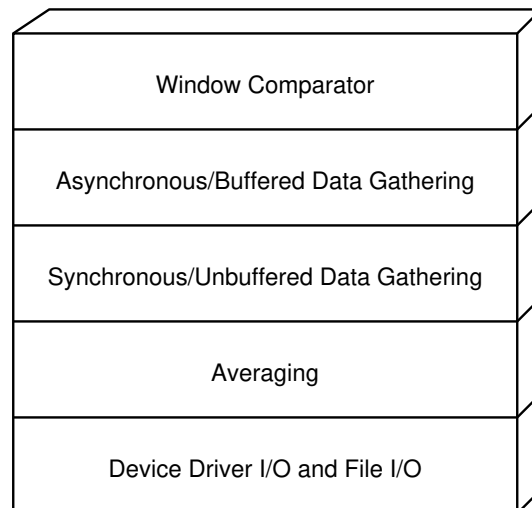 Window Comparator
Asynchronous/Buffered Data Gathering
Synchronous/Unbuffered Data Gathering
Averaging
Device Driver I/O and File I/O